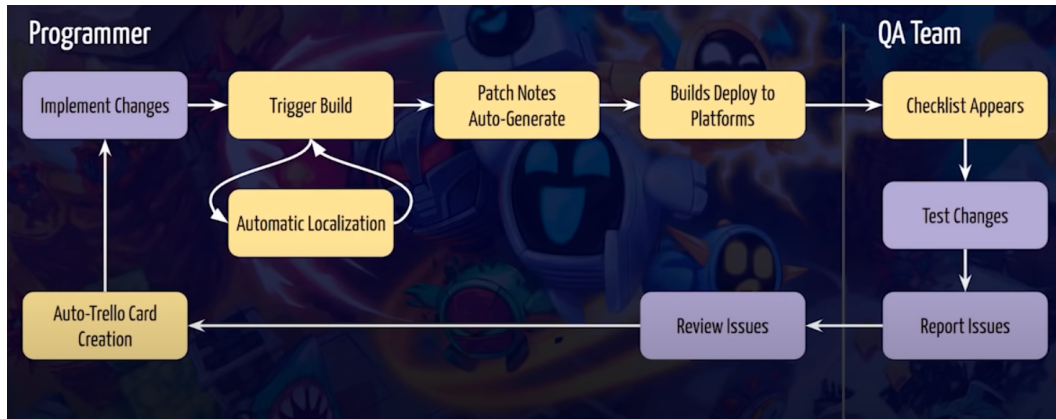 Programmer
QA Team
Implement Changes
Trigger Build
Patch Notes
Auto-Generate
Builds Deploy to
Platforms
Checklist Appears
Automatic Localization
Test Changes
Auto-Trello Card
Creation
Review Issues
Report Issues